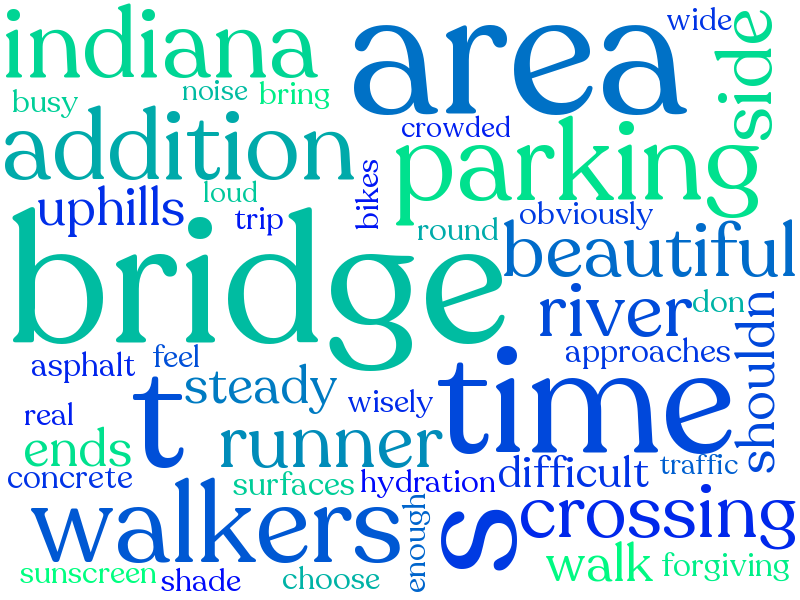 indiana
area
wide
side
busy
noise
bring
addition
crowded
parking
uphills
loud
trip
bikes
obviously
round
bridge
beautiful
river
don
asphalt
feel
approaches
shouldn
t
steady
wisely
time
real
ends
runner
concrete
surfaces
hydration
difficult
traffic
walkers
enough
s
crossing
sunscreen
shade
choose
walk
forgiving